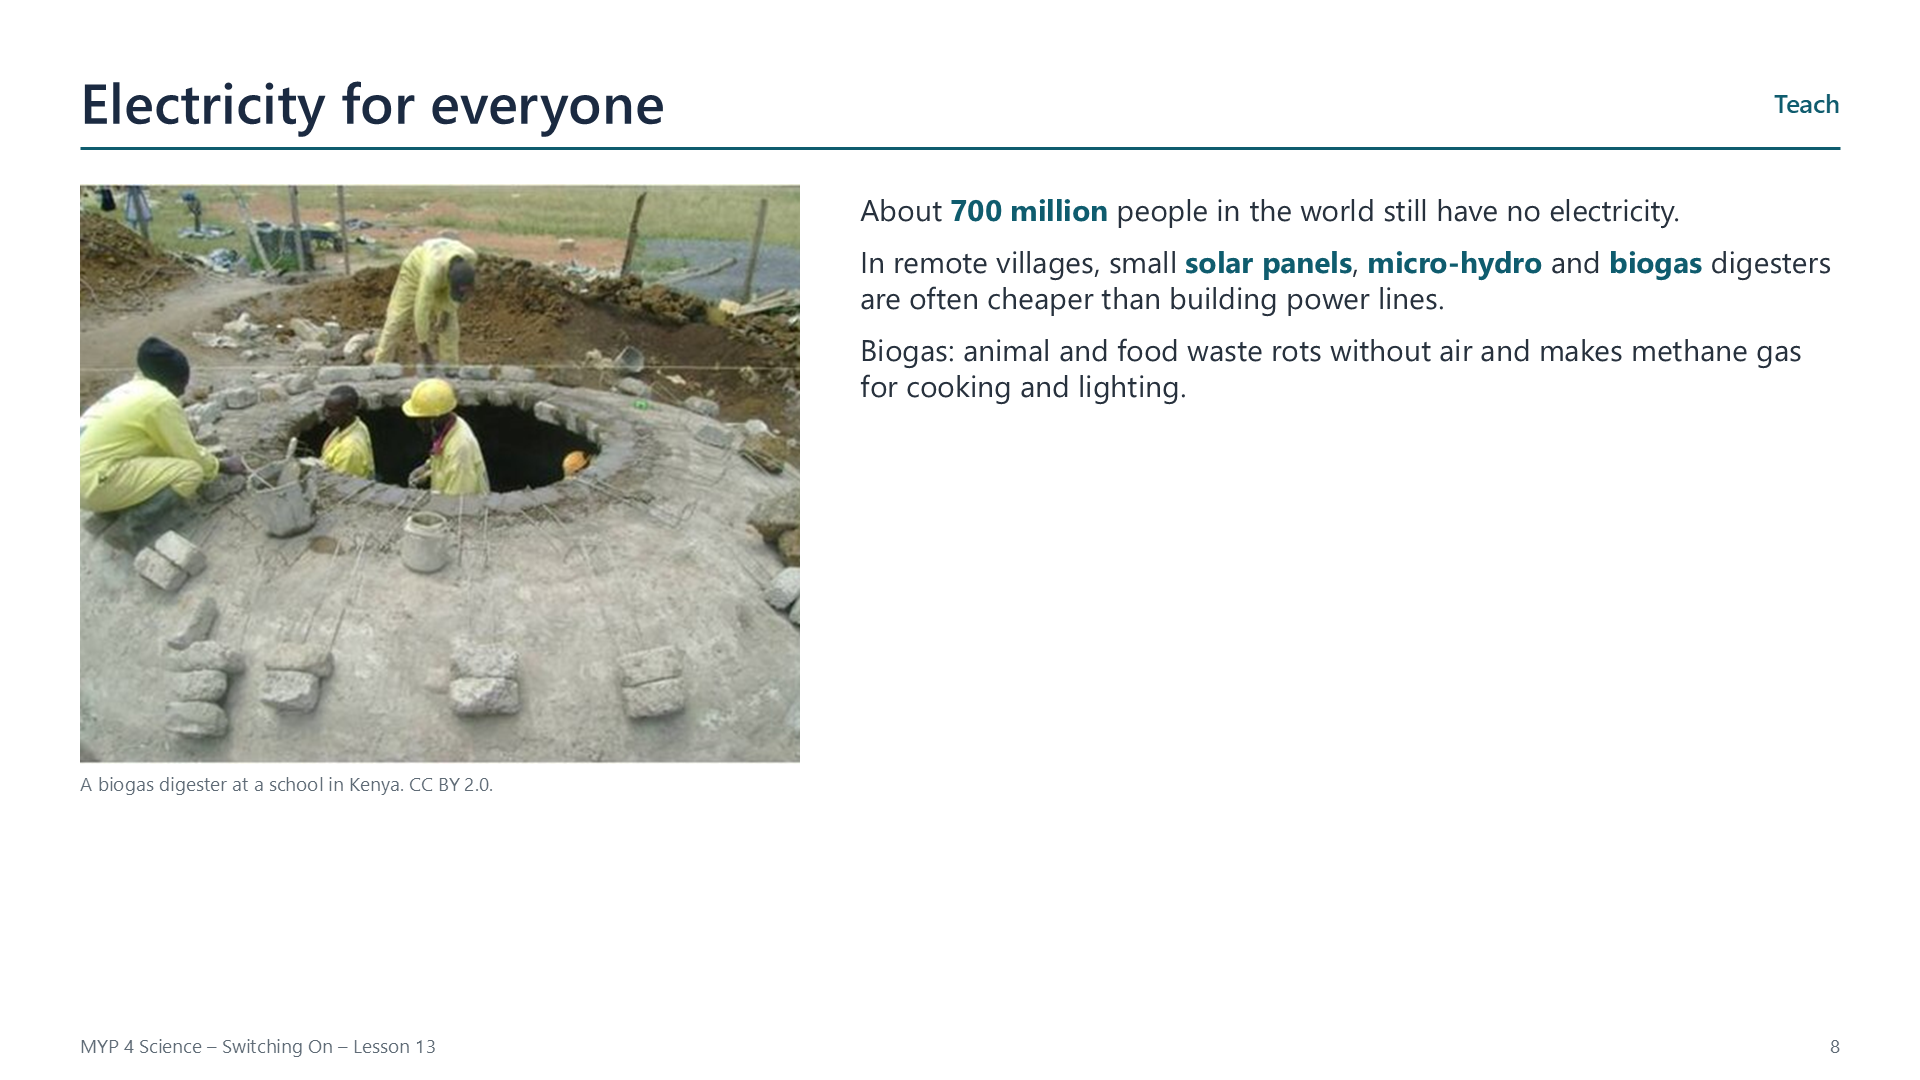 Electricity for everyone
Teach
About 700 million people in the world still have no electricity.
In remote villages, small solar panels, micro-hydro and biogas digesters
are often cheaper than building power lines.
Biogas: animal and food waste rots without air and makes methane gas
for cooking and lighting.
A biogas digester at a school in Kenya. CC BY 2.0.
MYP 4 Science – Switching On – Lesson 13
8